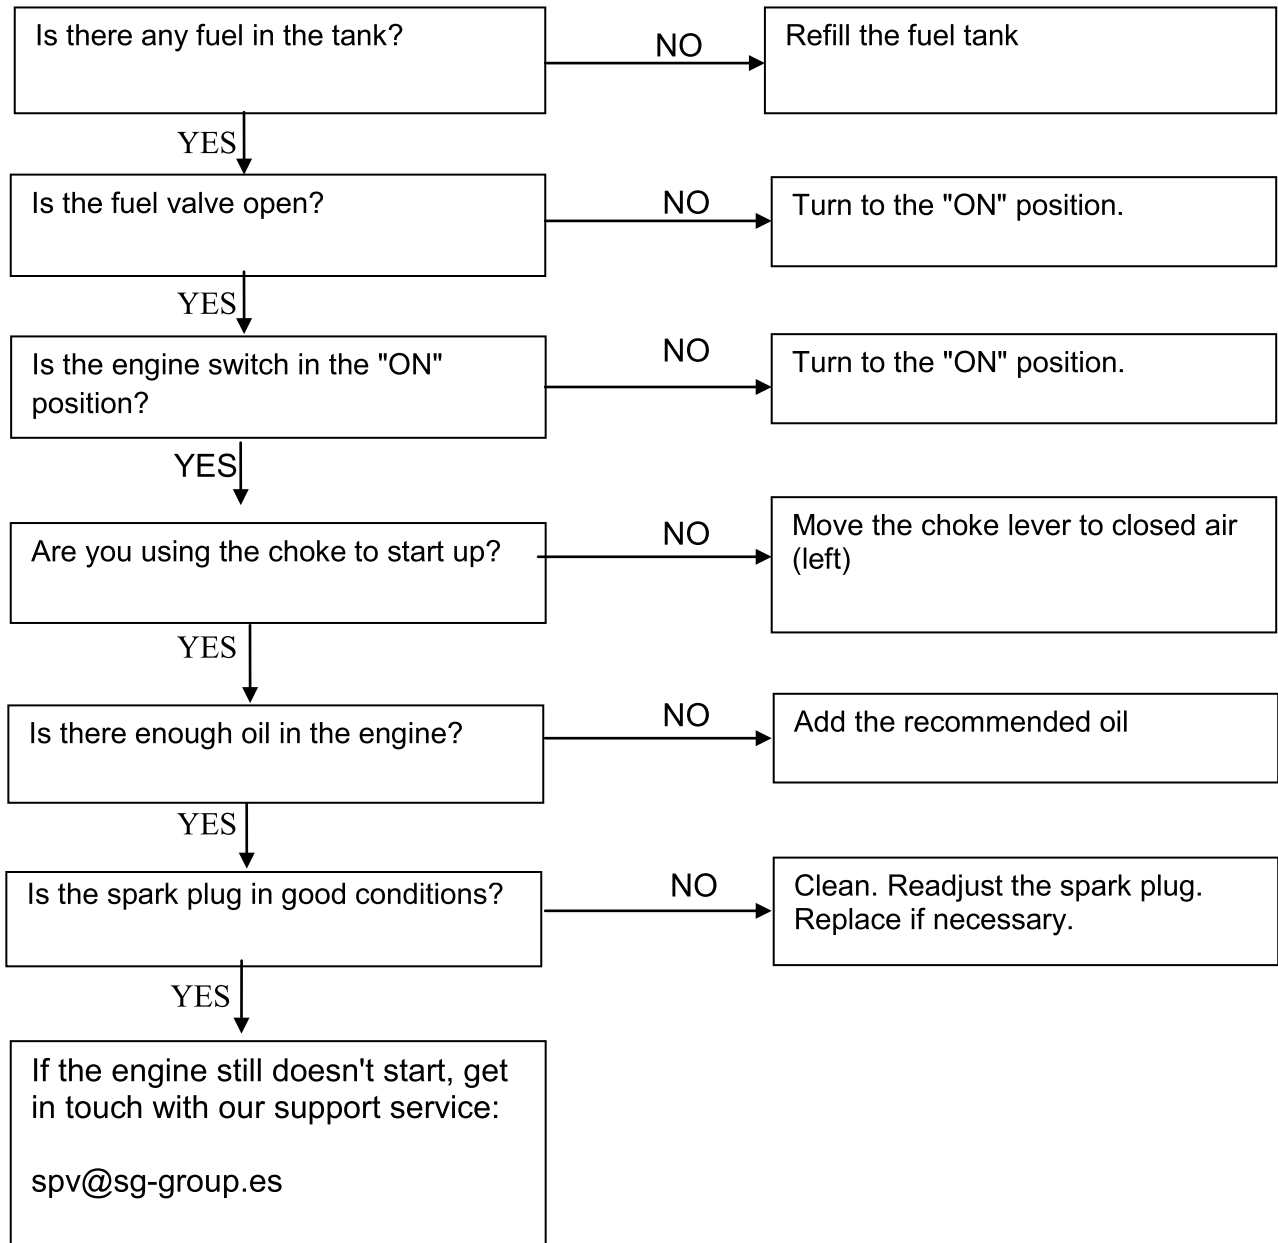 Is there any fuel in the tank?
NO
Refill the fuel tank
YES
Is the fuel valve open?
NO
Turn to the "ON" position.
YES
Is the engine switch in the "ON"
position?
NO
Turn to the "ON" position.
YES
Are you using the choke to start up?
NO
Move the choke lever to closed air
(left)
YES
Is there enough oil in the engine?
NO
Add the recommended oil
YES
Is the spark plug in good conditions?
NO
Clean. Readjust the spark plug.
Replace if necessary.
YES
If the engine still doesn't start, get
in touch with our support service:
spv@sg-group.es